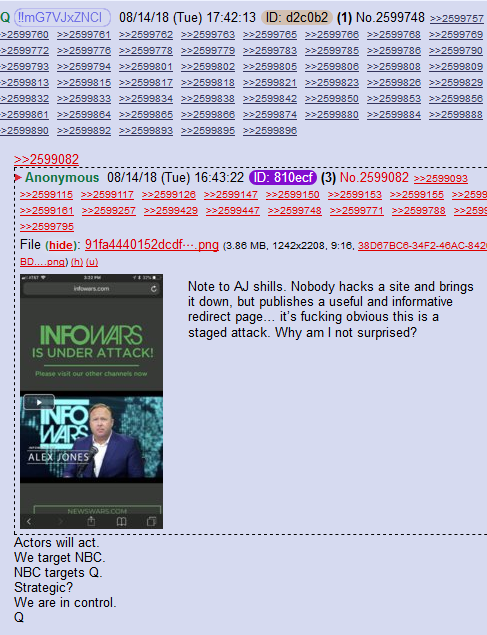 Q !!mG7VJxZNCI 08/14/18 (Tue) 17:42:13 ID: d2c0b2 (1) No.2599748 >>2599757
>>2599760 >>2599761 >>2599762 >>2599763 >>2599765 >>2599766 >>2599768 >>2599769
>>2599772 >>2599776 >>2599778 >>2599779 >>2599783 >>2599785 >>2599786 >>2599790
>>2599793 >>2599794 >>2599801 >>2599802 >>2599805 >>2599806 >>2599808 >>2599809
>>2599813 >>2599815 >>2599817 >>2599818 >>2599821 >>2599823 >>2599826 >>2599829
>>2599832 >>2599833 >>2599834 >>2599838 >>2599842 >>2599850 >>2599853 >>2599856
>>2599861 >>2599864 >>2599865 >>2599866 >>2599874 >>2599880 >>2599884 >>2599888
>>2599890 >>2599892 >>2599893 >>2599895 >>2599896
>>2599082
Anonymous 08/14/18 (Tue) 16:43:22 ID: 810ecf (3) No.2599082 >>2599093
>>2599115 >>2599117 >>2599126 >>2599147 >>2599150 >>2599153 >>2599155 >>2599
>>2599161 >>2599257 >>2599429 >>2599447 >>2599748 >>2599771 >>2599788 >>2599
>>2599795
File (hide): 91fa4440152dcdf⋯.png (3.86 MB, 1242x2208, 9:16, 38D67BC6-34F2-46AC-842
BD….png) (h) (u)
AT&T 3:32 PM
infowars.com
INFOWARS
IS UNDER ATTACK!
Please visit our other channels now
INFO
WARS
ALEX JONES
NEWSWARS.COM
Note to AJ shills. Nobody hacks a site and brings
it down, but publishes a useful and informative
redirect page… it's fucking obvious this is a
staged attack. Why am I not surprised?
Actors will act.
We target NBC.
NBC targets Q.
Strategic?
We are in control.
Q